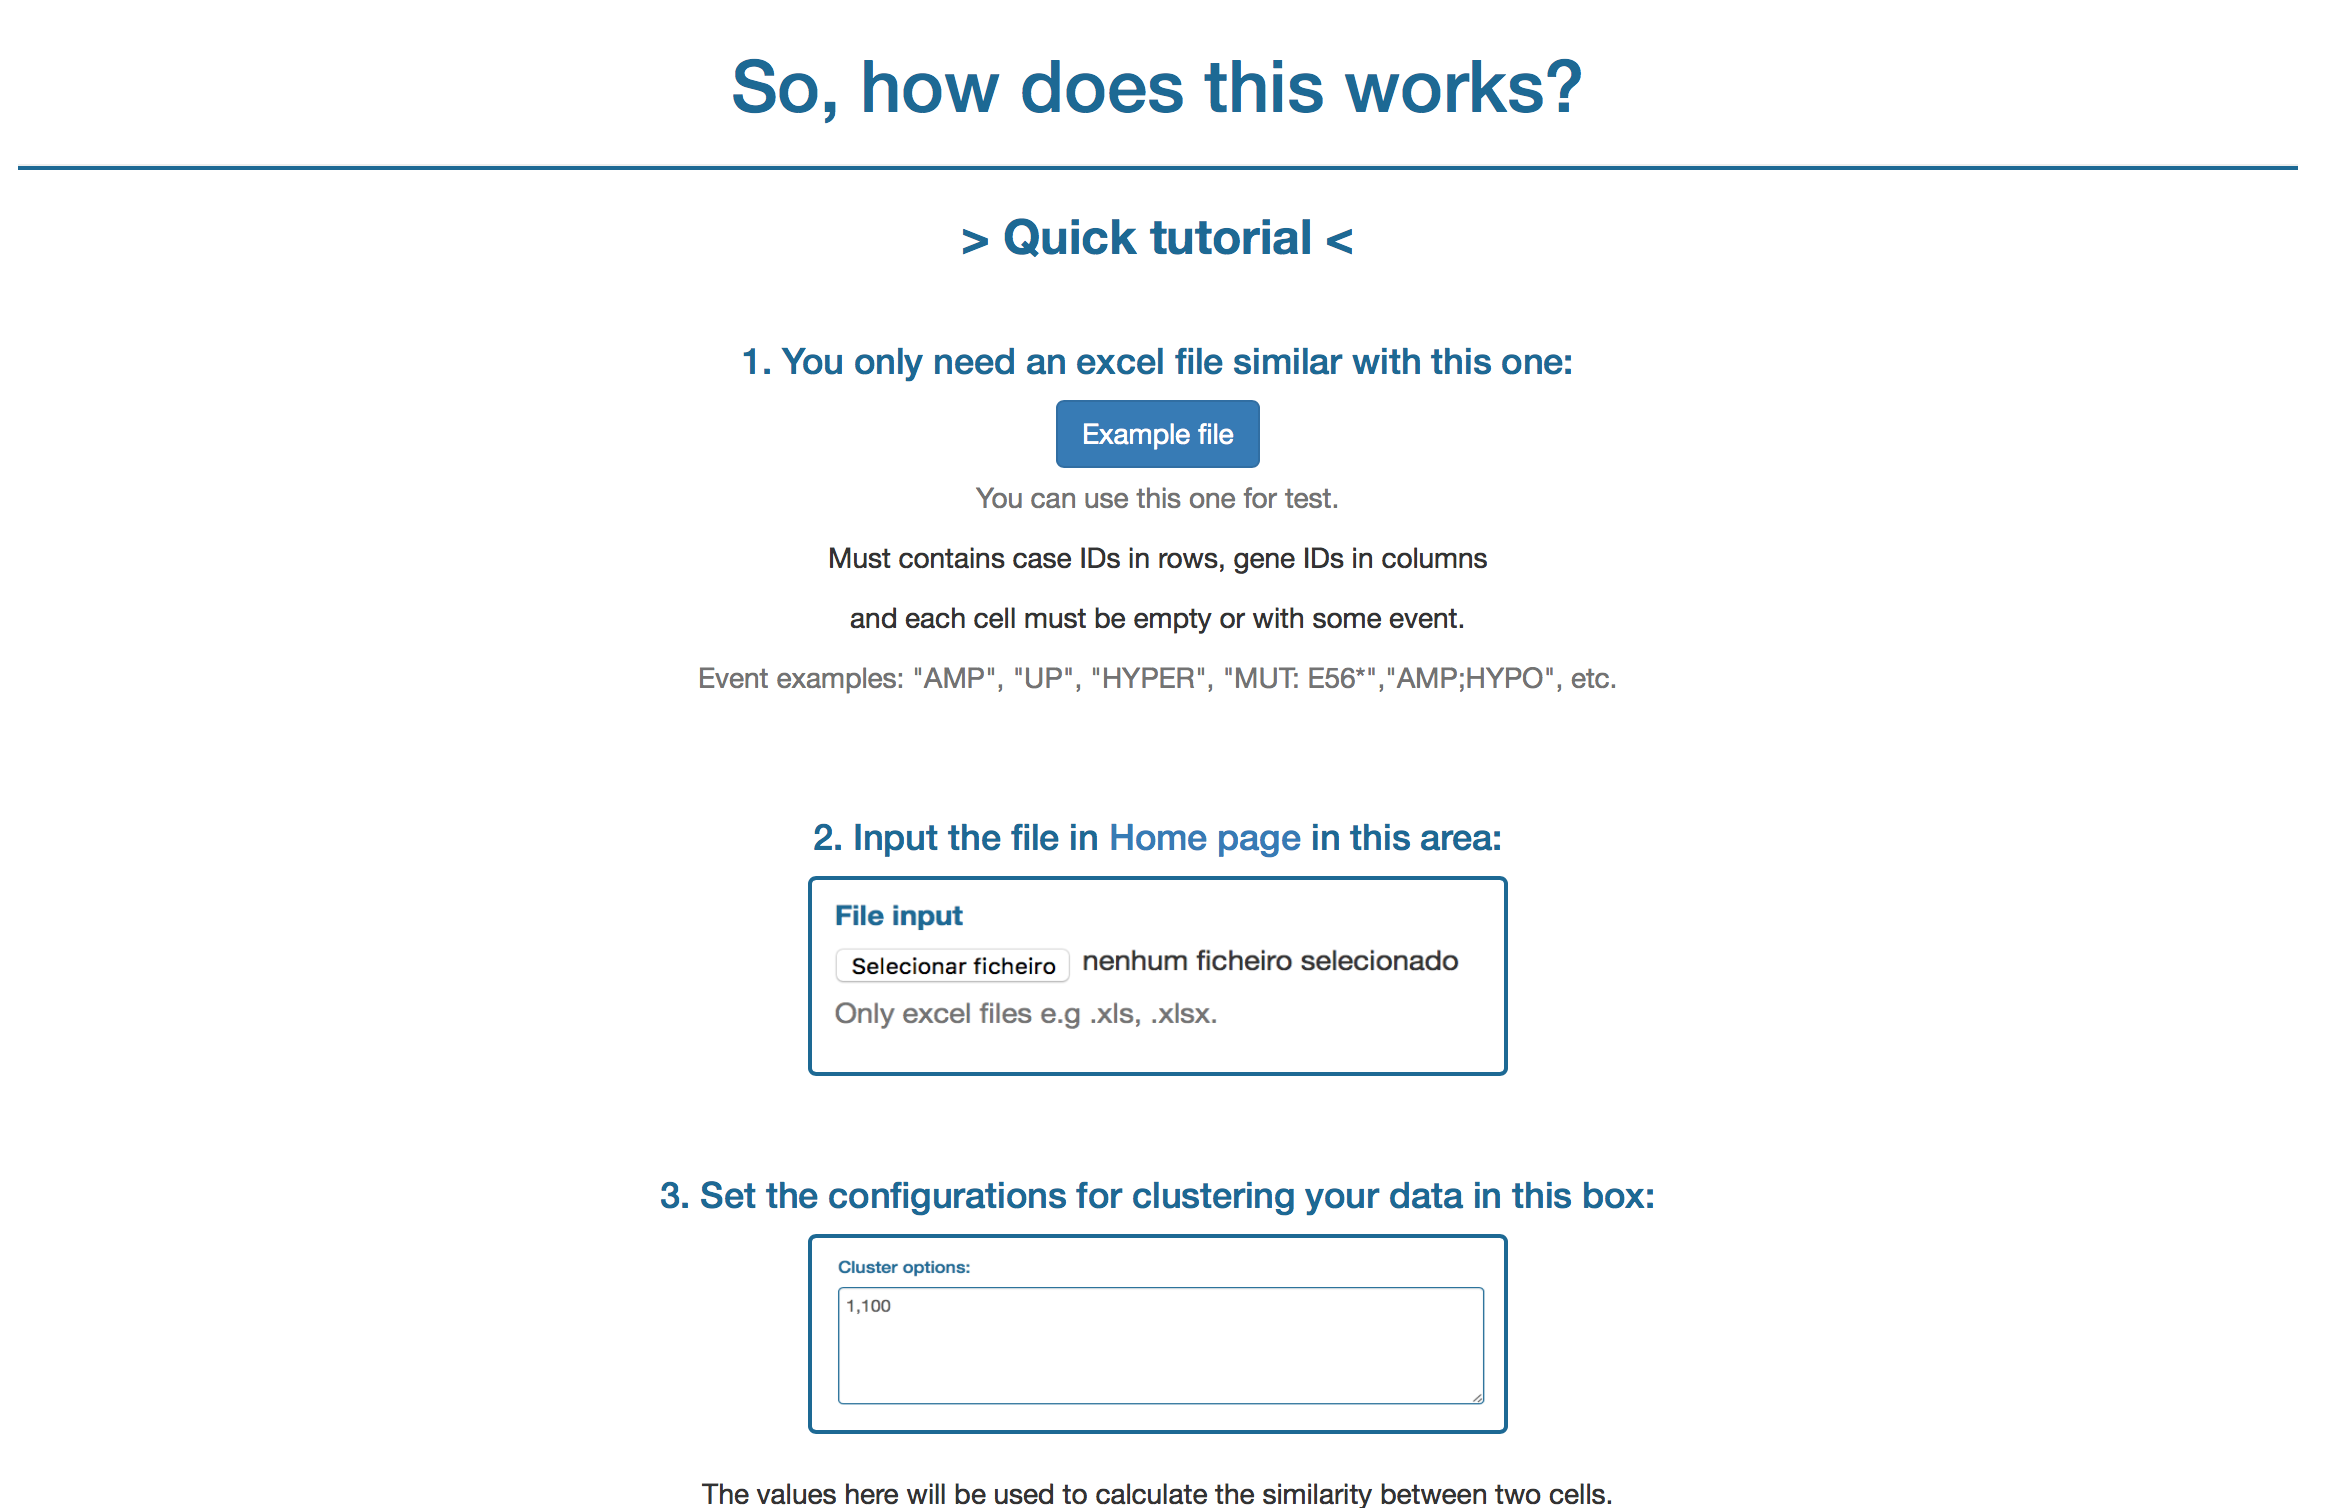 So, how does this works?
> Quick tutorial <
1. You only need an excel file similar with this one:
Example file
You can use this one for test.
Must contains case IDs in rows, gene IDs in columns
and each cell must be empty or with some event.
Event examples: "AMP", "UP", "HYPER", "MUT: E56*","AMP;HYPO", etc.
2. Input the file in Home page in this area:
File input
Selecionar ficheiro nenhum ficheiro selecionado
Only excel files e.g .xls, .xlsx.
3. Set the configurations for clustering your data in this box:
Cluster options:
1,100
The values here will be used to calculate the similarity between two cells.